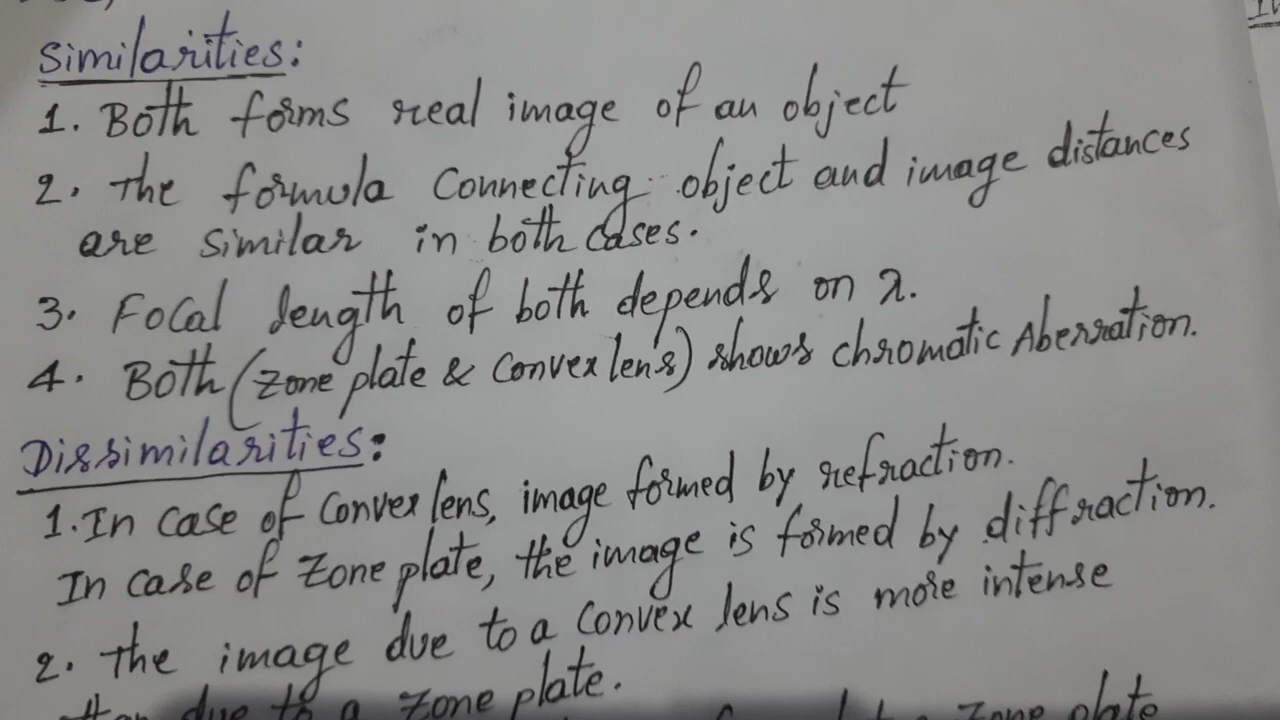 Similarities:
1. Both forms real image of an object
2. the formula Connecting object and image distances
are similar in both cases.
3. Focal length of both depends on λ.
4. Both (zone plate & Convex lens) shows chromatic Aberration.
Dissimilarities:
1. In case of Convex lens, image formed by refraction.
In case of Zone plate, the image is formed by diffraction.
2. the image due to a Convex lens is more intense
due to a zone plate.
Zone plate